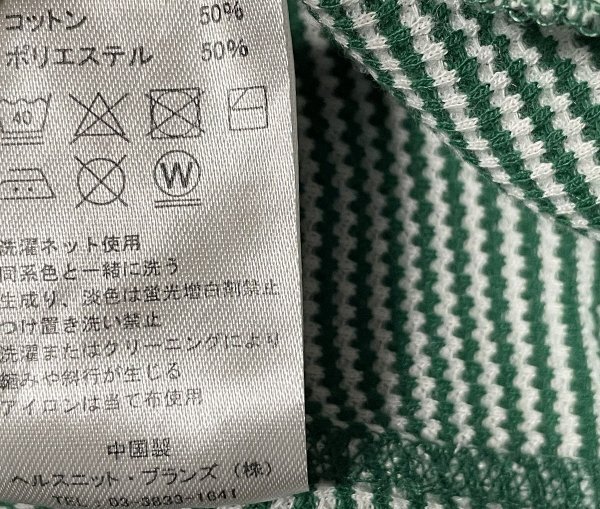 コットン 50%
ポリエステル 50%
40
W
洗濯ネット使用
同系色と一緒に洗う
生成り、淡色は蛍光増白剤禁止
つけ置き洗い禁止
洗濯またはクリーニングにより
縮みや斜行が生じる
アイロンは当て布使用
中国製
ヘルスニット・ブランズ(株)
TEL: 03-3833-1641